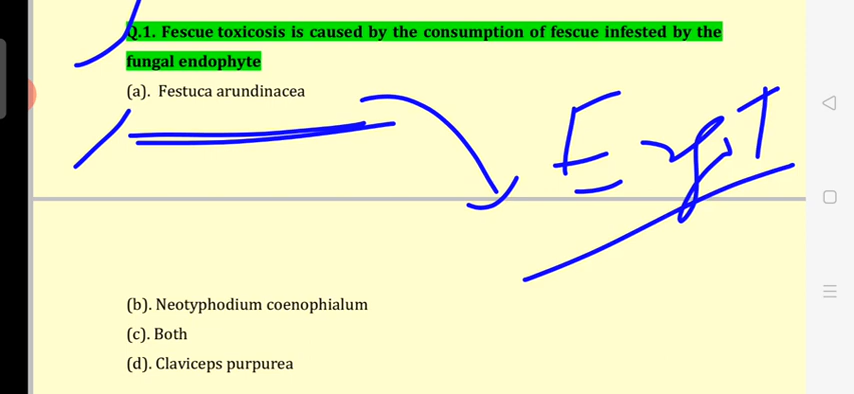 Q.1. Fescue toxicosis is caused by the consumption of fescue infested by the
fungal endophyte
(a). Festuca arundinacea
(b). Neotyphodium coenophialum
(c). Both
(d). Claviceps purpurea